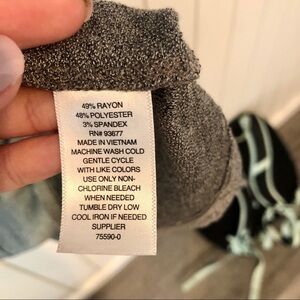 49% RAYON
48% POLYESTER
3% SPANDEX
RN# 93677
MADE IN VIETNAM
MACHINE WASH COLD
GENTLE CYCLE
WITH LIKE COLORS
USE ONLY NON-
CHLORINE BLEACH
WHEN NEEDED
TUMBLE DRY LOW
COOL IRON IF NEEDED
SUPPLIER
75590-0